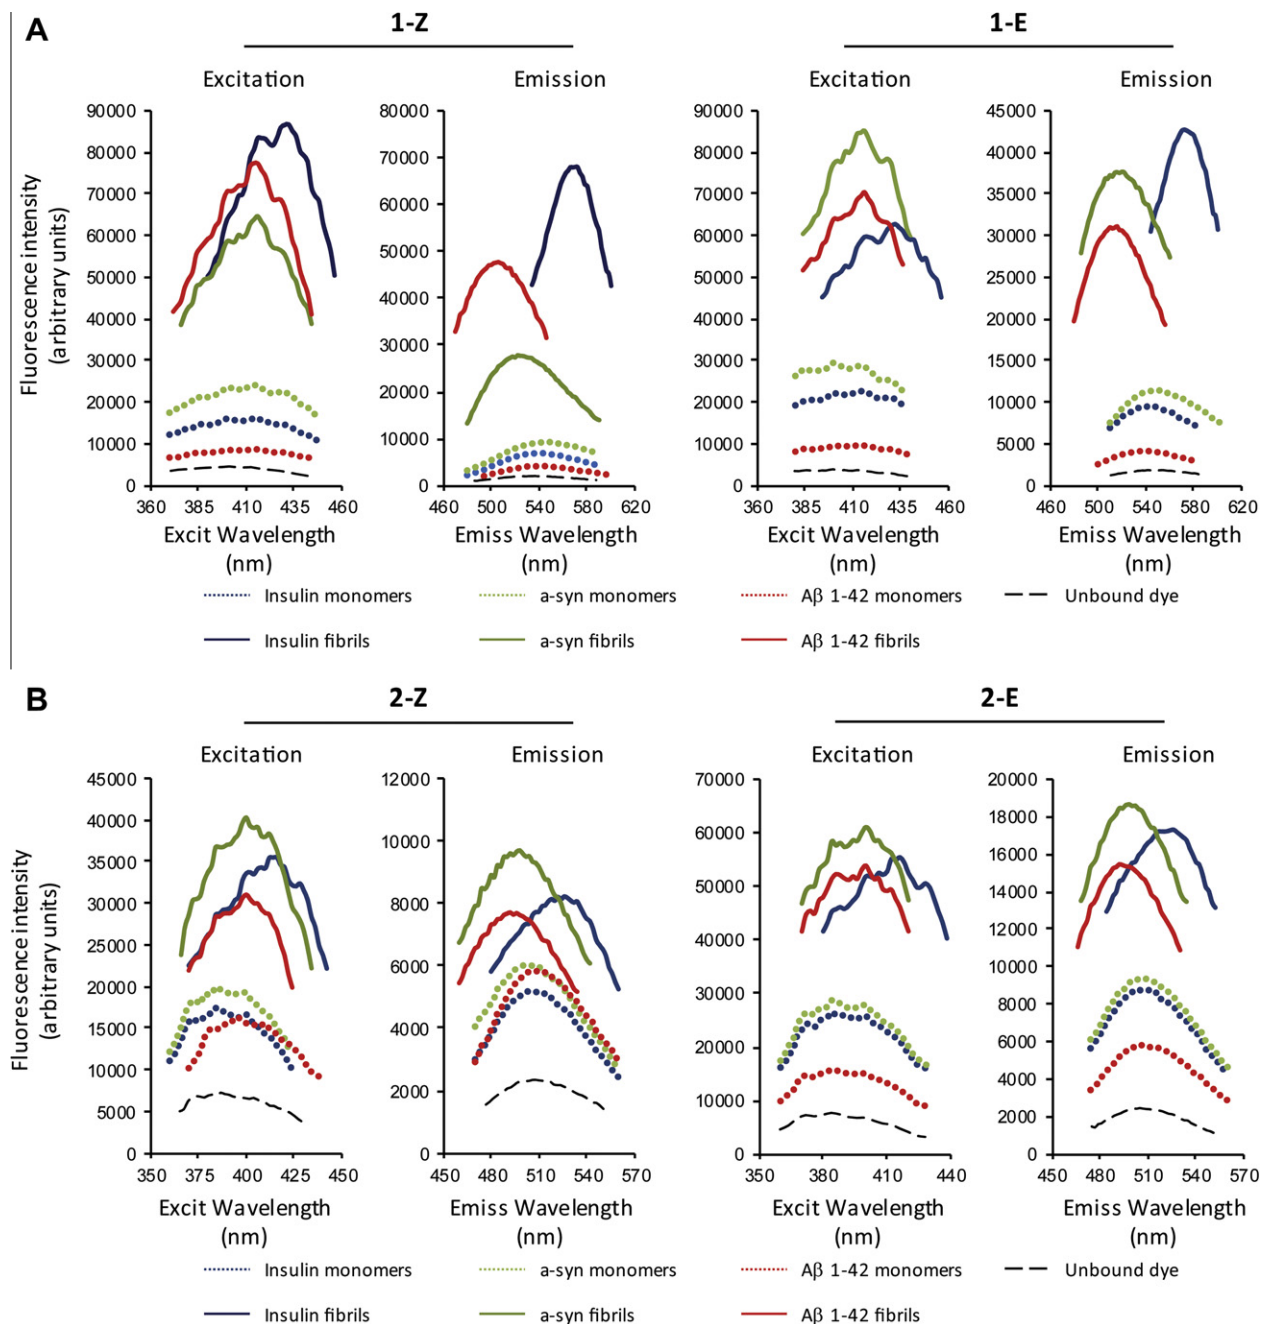 A
1-Z
1-E
Excitation
Emission
Excitation
Emission
Fluorescence intensity
(arbitrary units)
90000
80000
70000
60000
50000
40000
30000
20000
10000
0
360 385 410 435 460
80000
70000
60000
50000
40000
30000
20000
10000
0
460 500 540 580 620
90000
80000
70000
60000
50000
40000
30000
20000
10000
0
360 385 410 435 460
45000
40000
35000
30000
25000
20000
15000
10000
5000
0
460 500 540 580 620
Excit Wavelength
(nm)
Emiss Wavelength
(nm)
Excit Wavelength
(nm)
Emiss Wavelength
(nm)
Insulin monomers
a-syn monomers
Aβ 1-42 monomers
Unbound dye
Insulin fibrils
a-syn fibrils
Aβ 1-42 fibrils
B
2-Z
2-E
Excitation
Emission
Excitation
Emission
Fluorescence intensity
(arbitrary units)
45000
40000
35000
30000
25000
20000
15000
10000
5000
0
350 375 400 425 450
12000
10000
8000
6000
4000
2000
0
450 480 510 540 570
70000
60000
50000
40000
30000
20000
10000
0
350 380 410 440
20000
18000
16000
14000
12000
10000
8000
6000
4000
2000
0
450 480 510 540 570
Excit Wavelength
(nm)
Emiss Wavelength
(nm)
Excit Wavelength
(nm)
Emiss Wavelength
(nm)
Insulin monomers
a-syn monomers
Aβ 1-42 monomers
Unbound dye
Insulin fibrils
a-syn fibrils
Aβ 1-42 fibrils